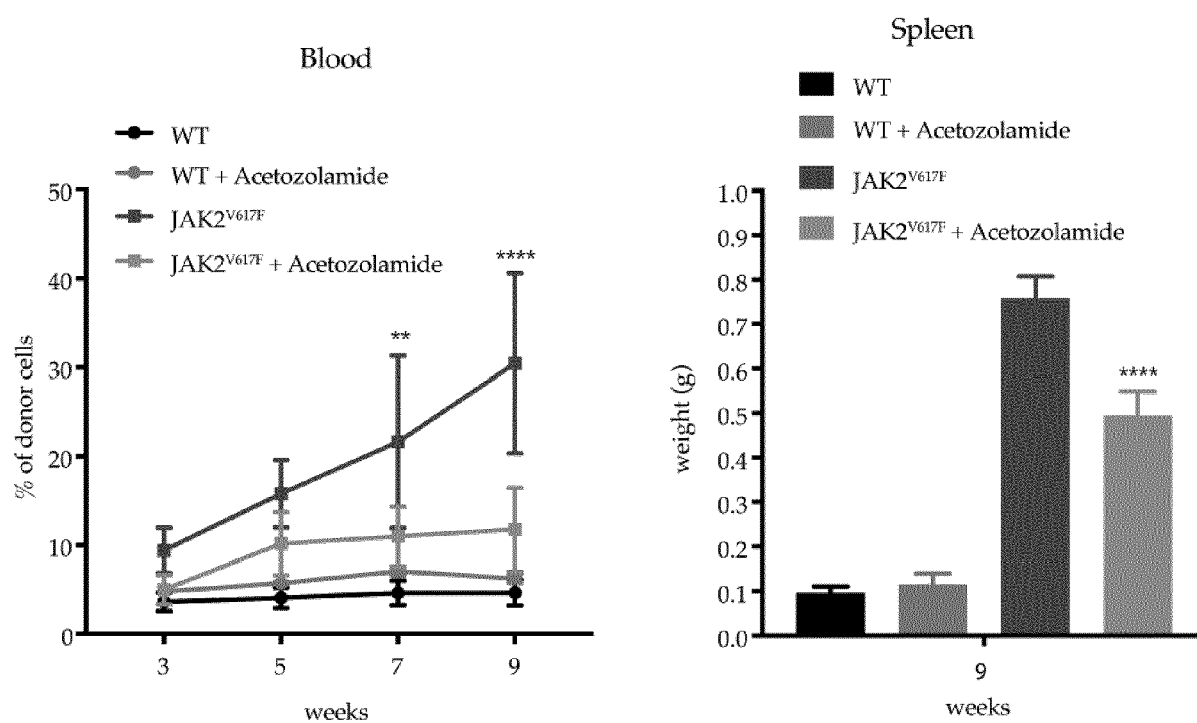 Blood
WT
WT + Acetozolamide
JAK2V617F
JAK2V617F + Acetozolamide
50
40
30
20
10
0
% of donor cells
**
****
3 5 7 9
weeks
Spleen
WT
WT + Acetozolamide
JAK2V617F
JAK2V617F + Acetozolamide
1.0
0.9
0.8
0.7
0.6
0.5
0.4
0.3
0.2
0.1
0.0
weight (g)
****
9
weeks